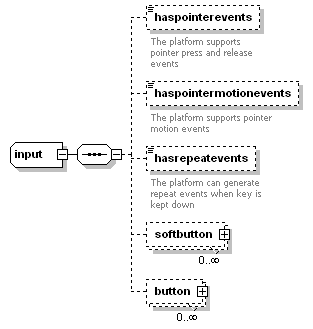 haspointerevents
The platform supports
pointer press and release
events
haspointermotionevents
The platform supports pointer
motion events
input
hasrepeatevents
The platform can generate
repeat events when key is
kept down
softbutton
0..∞
button
0..∞